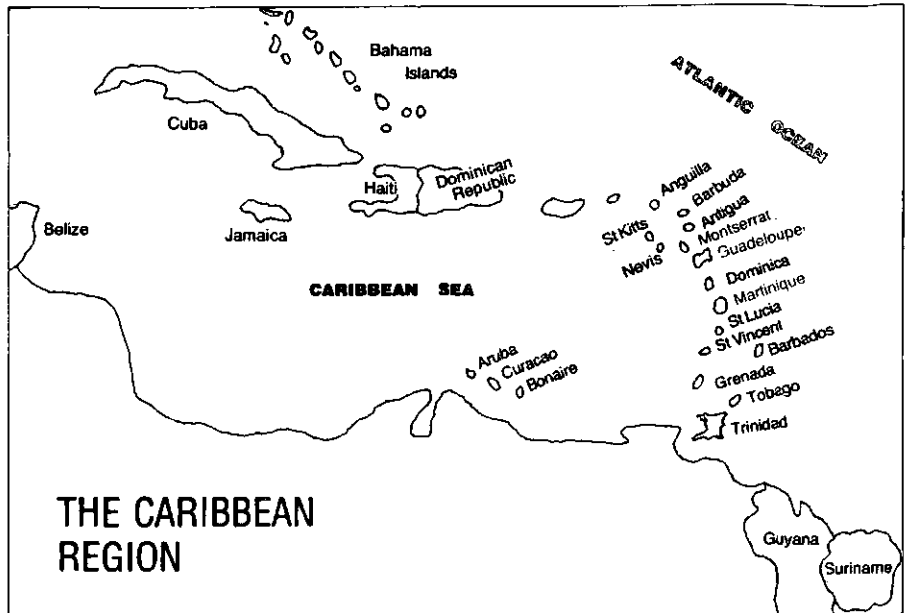 Bahama
Islands
ATLANTIC OCEAN
Cuba
Haiti
Dominican
Republic
Anguilla
Barbuda
Belize
Jamaica
St Kitts
Antigua
Nevis
Montserrat
Guadeloupe
CARIBBEAN SEA
Dominica
Martinique
St Lucia
St Vincent
Barbados
Aruba
Curacao
Bonaire
Grenada
Tobago
Trinidad
THE CARIBBEAN
REGION
Guyana
Suriname